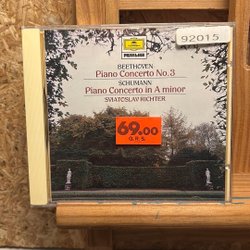 92015
BEETHOVEN
Piano Concerto No. 3
SCHUMANN
Piano Concerto in A minor
SVIATOSLAV RICHTER
69.00